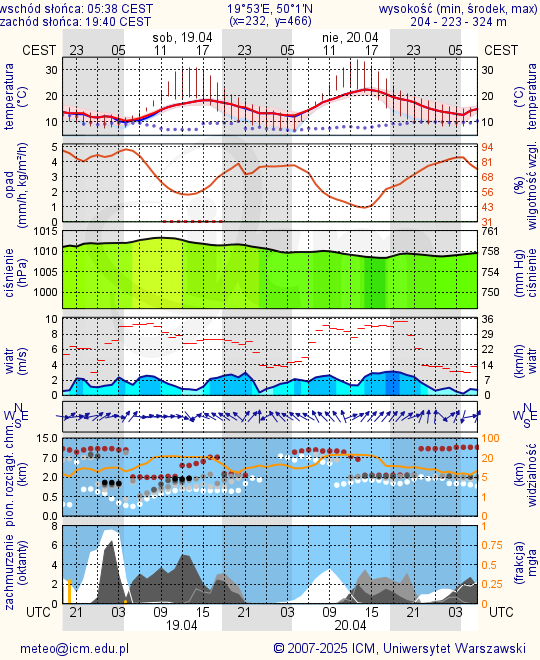 wschód słońca: 05:38 CEST 19°53'E, 50°1'N wysokość (min, środek, max)
zachód słońca: 19:40 CEST (x=232, y=466) 204 - 223 - 324 m
sob, 19.04 nie, 20.04
CEST 23 05 11 17 23 05 11 17 23 05 CEST
temperatura (°C) 30 20 10 30 20 10 (°C) temperatura
opad (mm/h, kg/m²/h) 5 4 3 2 1 0 94 81 68 56 43 31 (%) wilgotność wzgl.
ciśnienie (hPa) 1015 1010 1005 1000 761 758 754 750 (mm Hg) ciśnienie
wiatr (m/s) 10 8 6 4 2 0 36 29 22 14 7 0 (km/h) wiatr
N W E S N W E S
pion. rozciągł. chm. (km) 15.0 7.0 2.0 0.5 0.0 100 20 5 1 0 (km) widzialność
zachmurzenie (oktanty) 8 6 4 2 0 1 0.75 0.5 0.25 0 (frakcja) mgła
UTC 21 03 09 15 21 03 09 15 21 03 UTC
19.04 20.04
meteo@icm.edu.pl © 2007-2025 ICM, Uniwersytet Warszawski